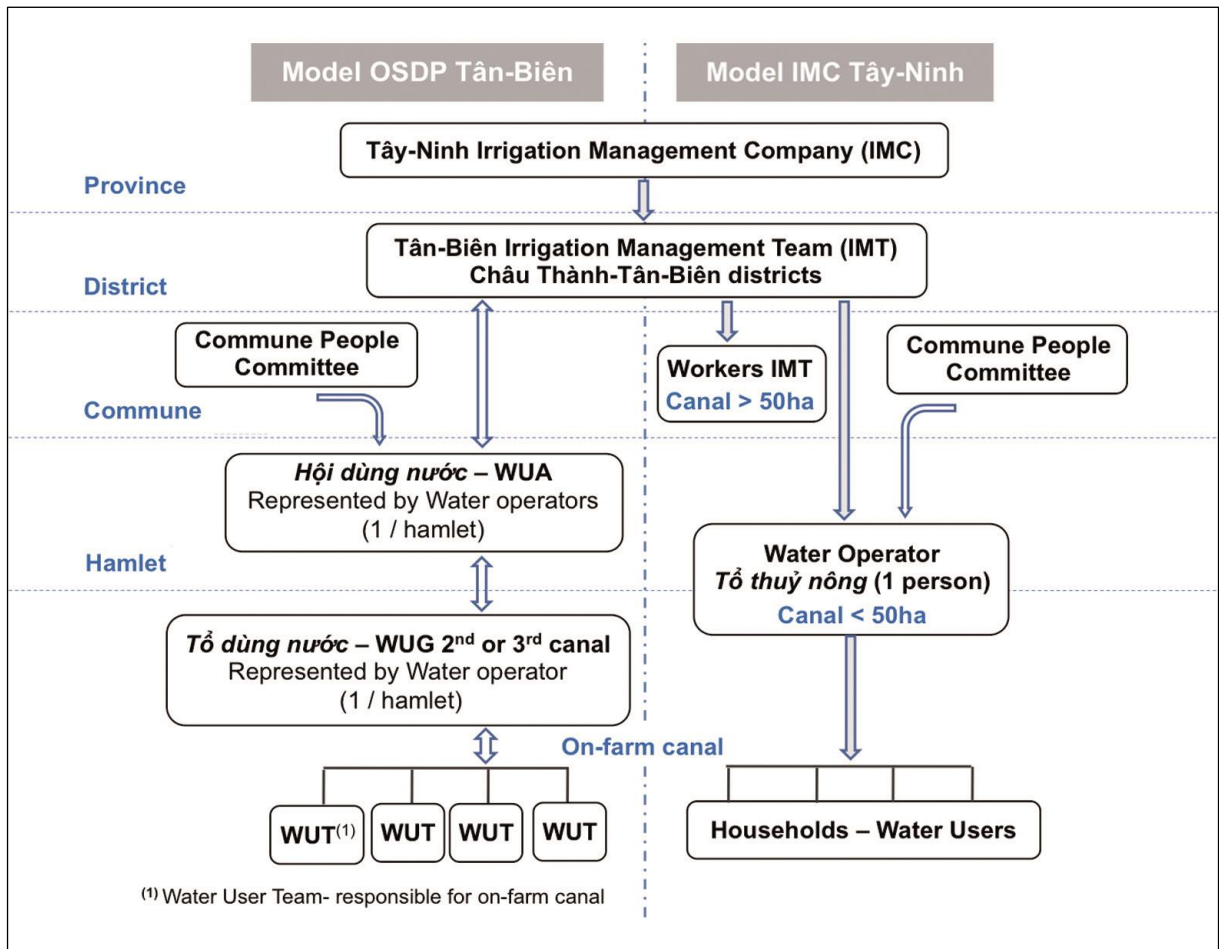 Model OSDP Tân-Biên
Model IMC Tây-Ninh
Tây-Ninh Irrigation Management Company (IMC)
Province
Tân-Biên Irrigation Management Team (IMT)
Châu Thành-Tân-Biên districts
District
Commune People
Committee
Workers IMT
Canal > 50ha
Commune People
Committee
Commune
Hội dùng nước – WUA
Represented by Water operators
(1 / hamlet)
Hamlet
Water Operator
Tổ thuỷ nông (1 person)
Canal < 50ha
Tổ dùng nước – WUG 2nd or 3rd canal
Represented by Water operator
(1 / hamlet)
On-farm canal
WUT(1)
WUT
WUT
WUT
Households – Water Users
(1) Water User Team- responsible for on-farm canal